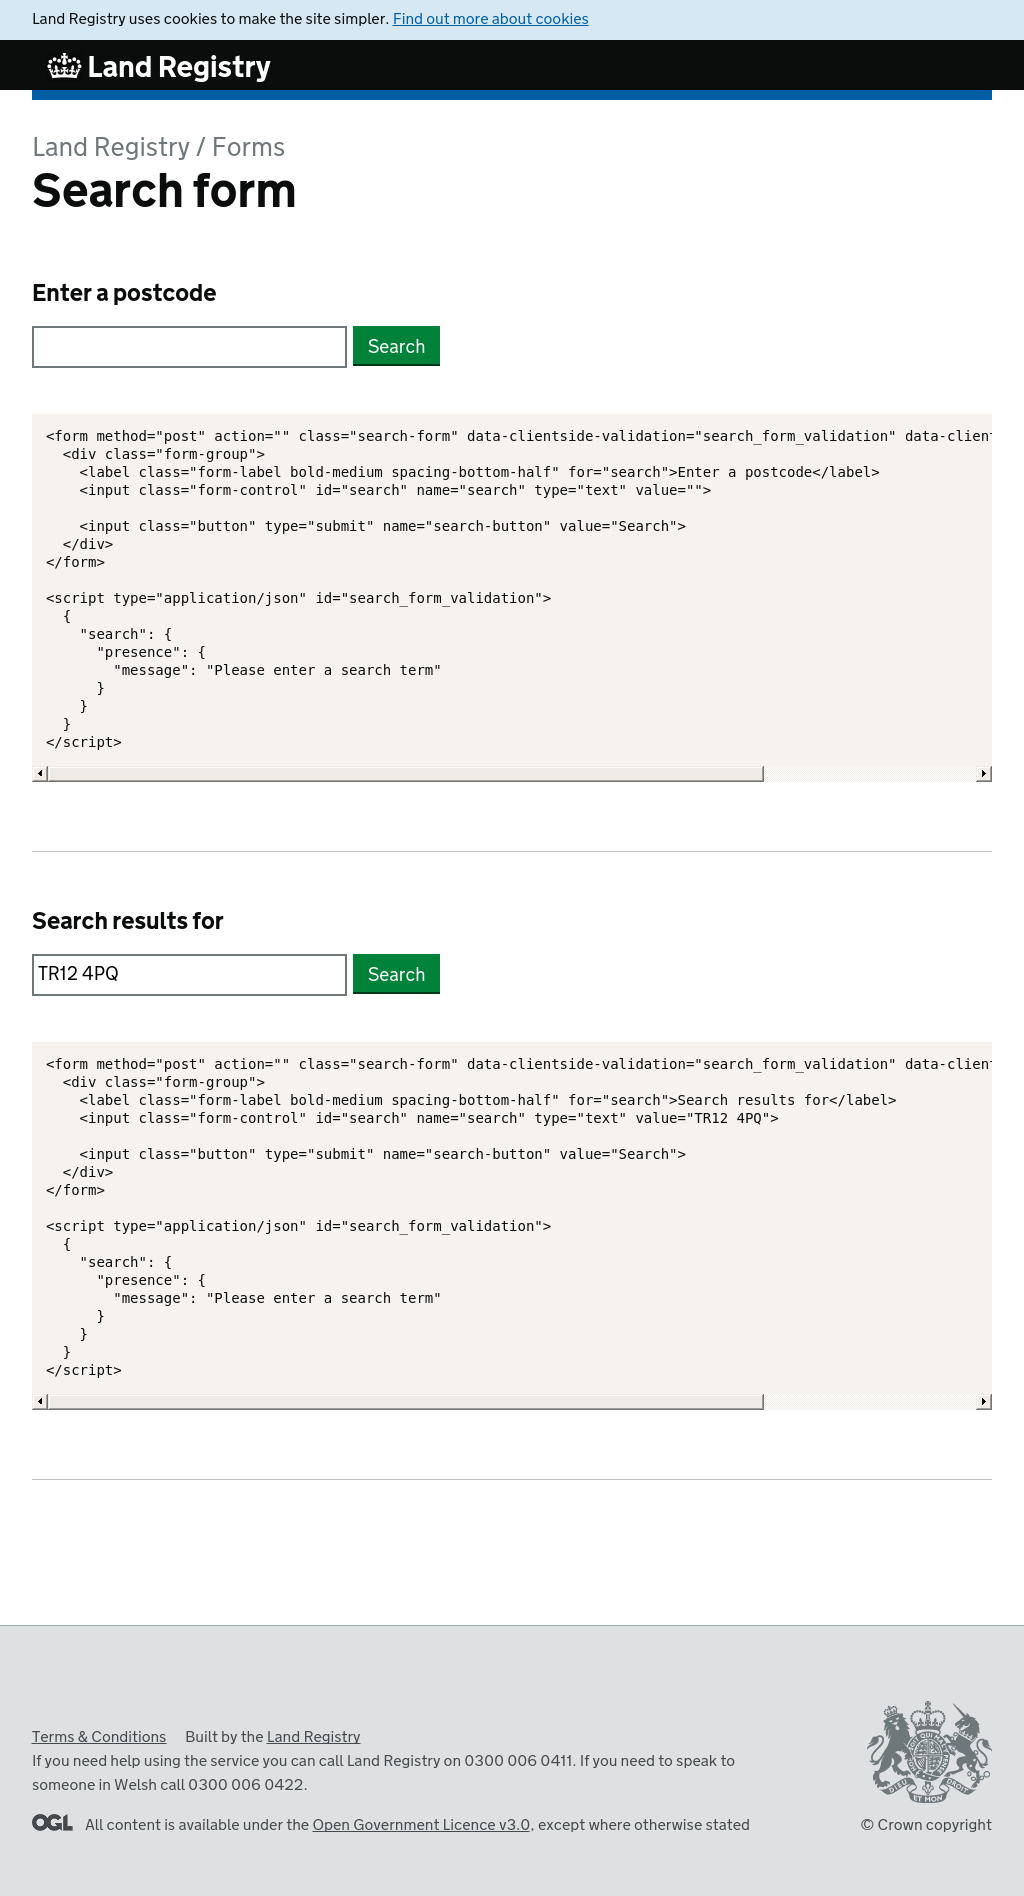 Land Registry uses cookies to make the site simpler. Find out more about cookies
Land Registry
Land Registry / Forms
Search form
Enter a postcode
Search
<form method="post" action="" class="search-form" data-clientside-validation="search_form_validation" data-client
  <div class="form-group">
    <label class="form-label bold-medium spacing-bottom-half" for="search">Enter a postcode</label>
    <input class="form-control" id="search" name="search" type="text" value="">
    <input class="button" type="submit" name="search-button" value="Search">
  </div>
</form>
<script type="application/json" id="search_form_validation">
  {
    "search": {
      "presence": {
        "message": "Please enter a search term"
      }
    }
  }
</script>
Search results for
TR12 4PQ Search
<form method="post" action="" class="search-form" data-clientside-validation="search_form_validation" data-client
  <div class="form-group">
    <label class="form-label bold-medium spacing-bottom-half" for="search">Search results for</label>
    <input class="form-control" id="search" name="search" type="text" value="TR12 4PQ">
    <input class="button" type="submit" name="search-button" value="Search">
  </div>
</form>
<script type="application/json" id="search_form_validation">
  {
    "search": {
      "presence": {
        "message": "Please enter a search term"
      }
    }
  }
</script>
Terms & Conditions Built by the Land Registry
If you need help using the service you can call Land Registry on 0300 006 0411. If you need to speak to
someone in Welsh call 0300 006 0422.
OGL All content is available under the Open Government Licence v3.0, except where otherwise stated
DIEU ET MON DROIT
© Crown copyright